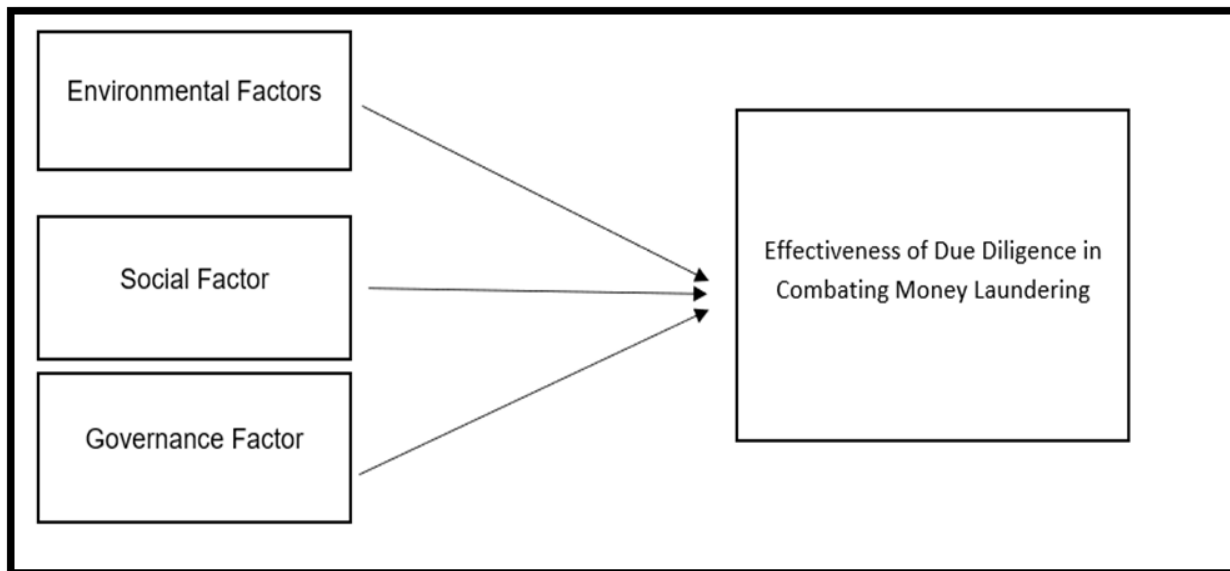 Environmental Factors
Social Factor
Governance Factor
Effectiveness of Due Diligence in
Combating Money Laundering